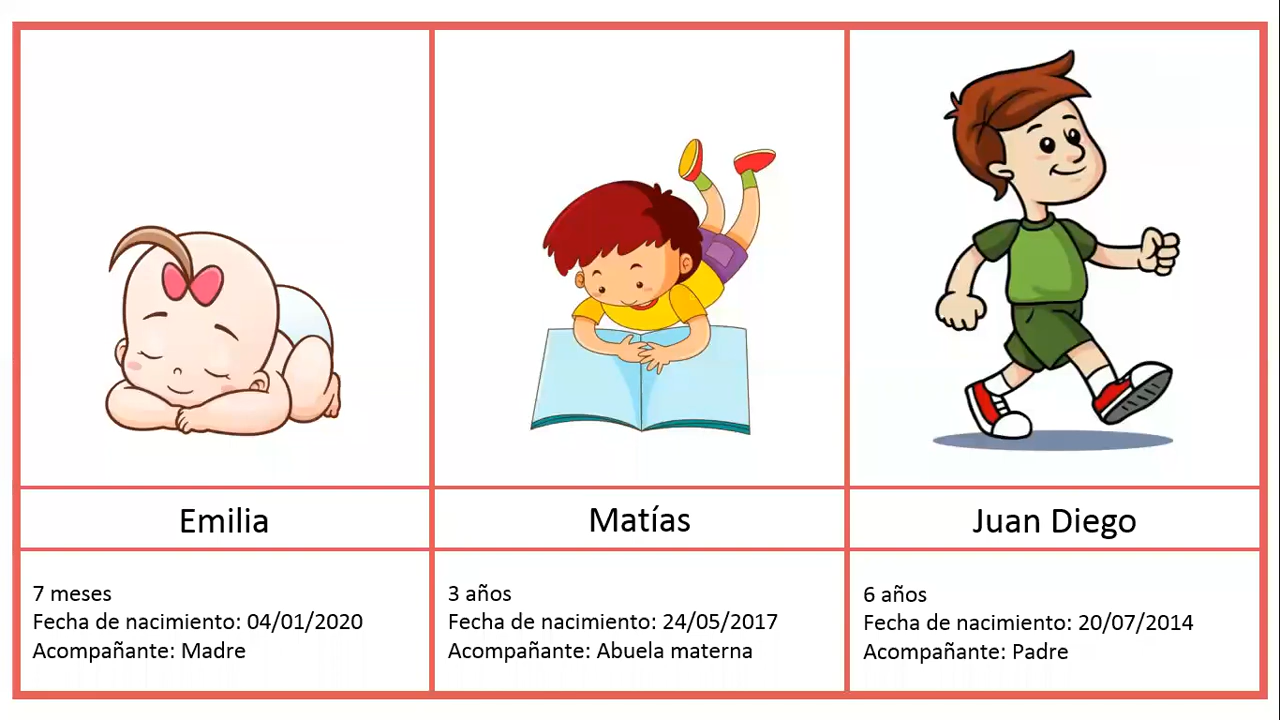 Emilia
Matías
Juan Diego
7 meses
Fecha de nacimiento: 04/01/2020
Acompañante: Madre
3 años
Fecha de nacimiento: 24/05/2017
Acompañante: Abuela materna
6 años
Fecha de nacimiento: 20/07/2014
Acompañante: Padre